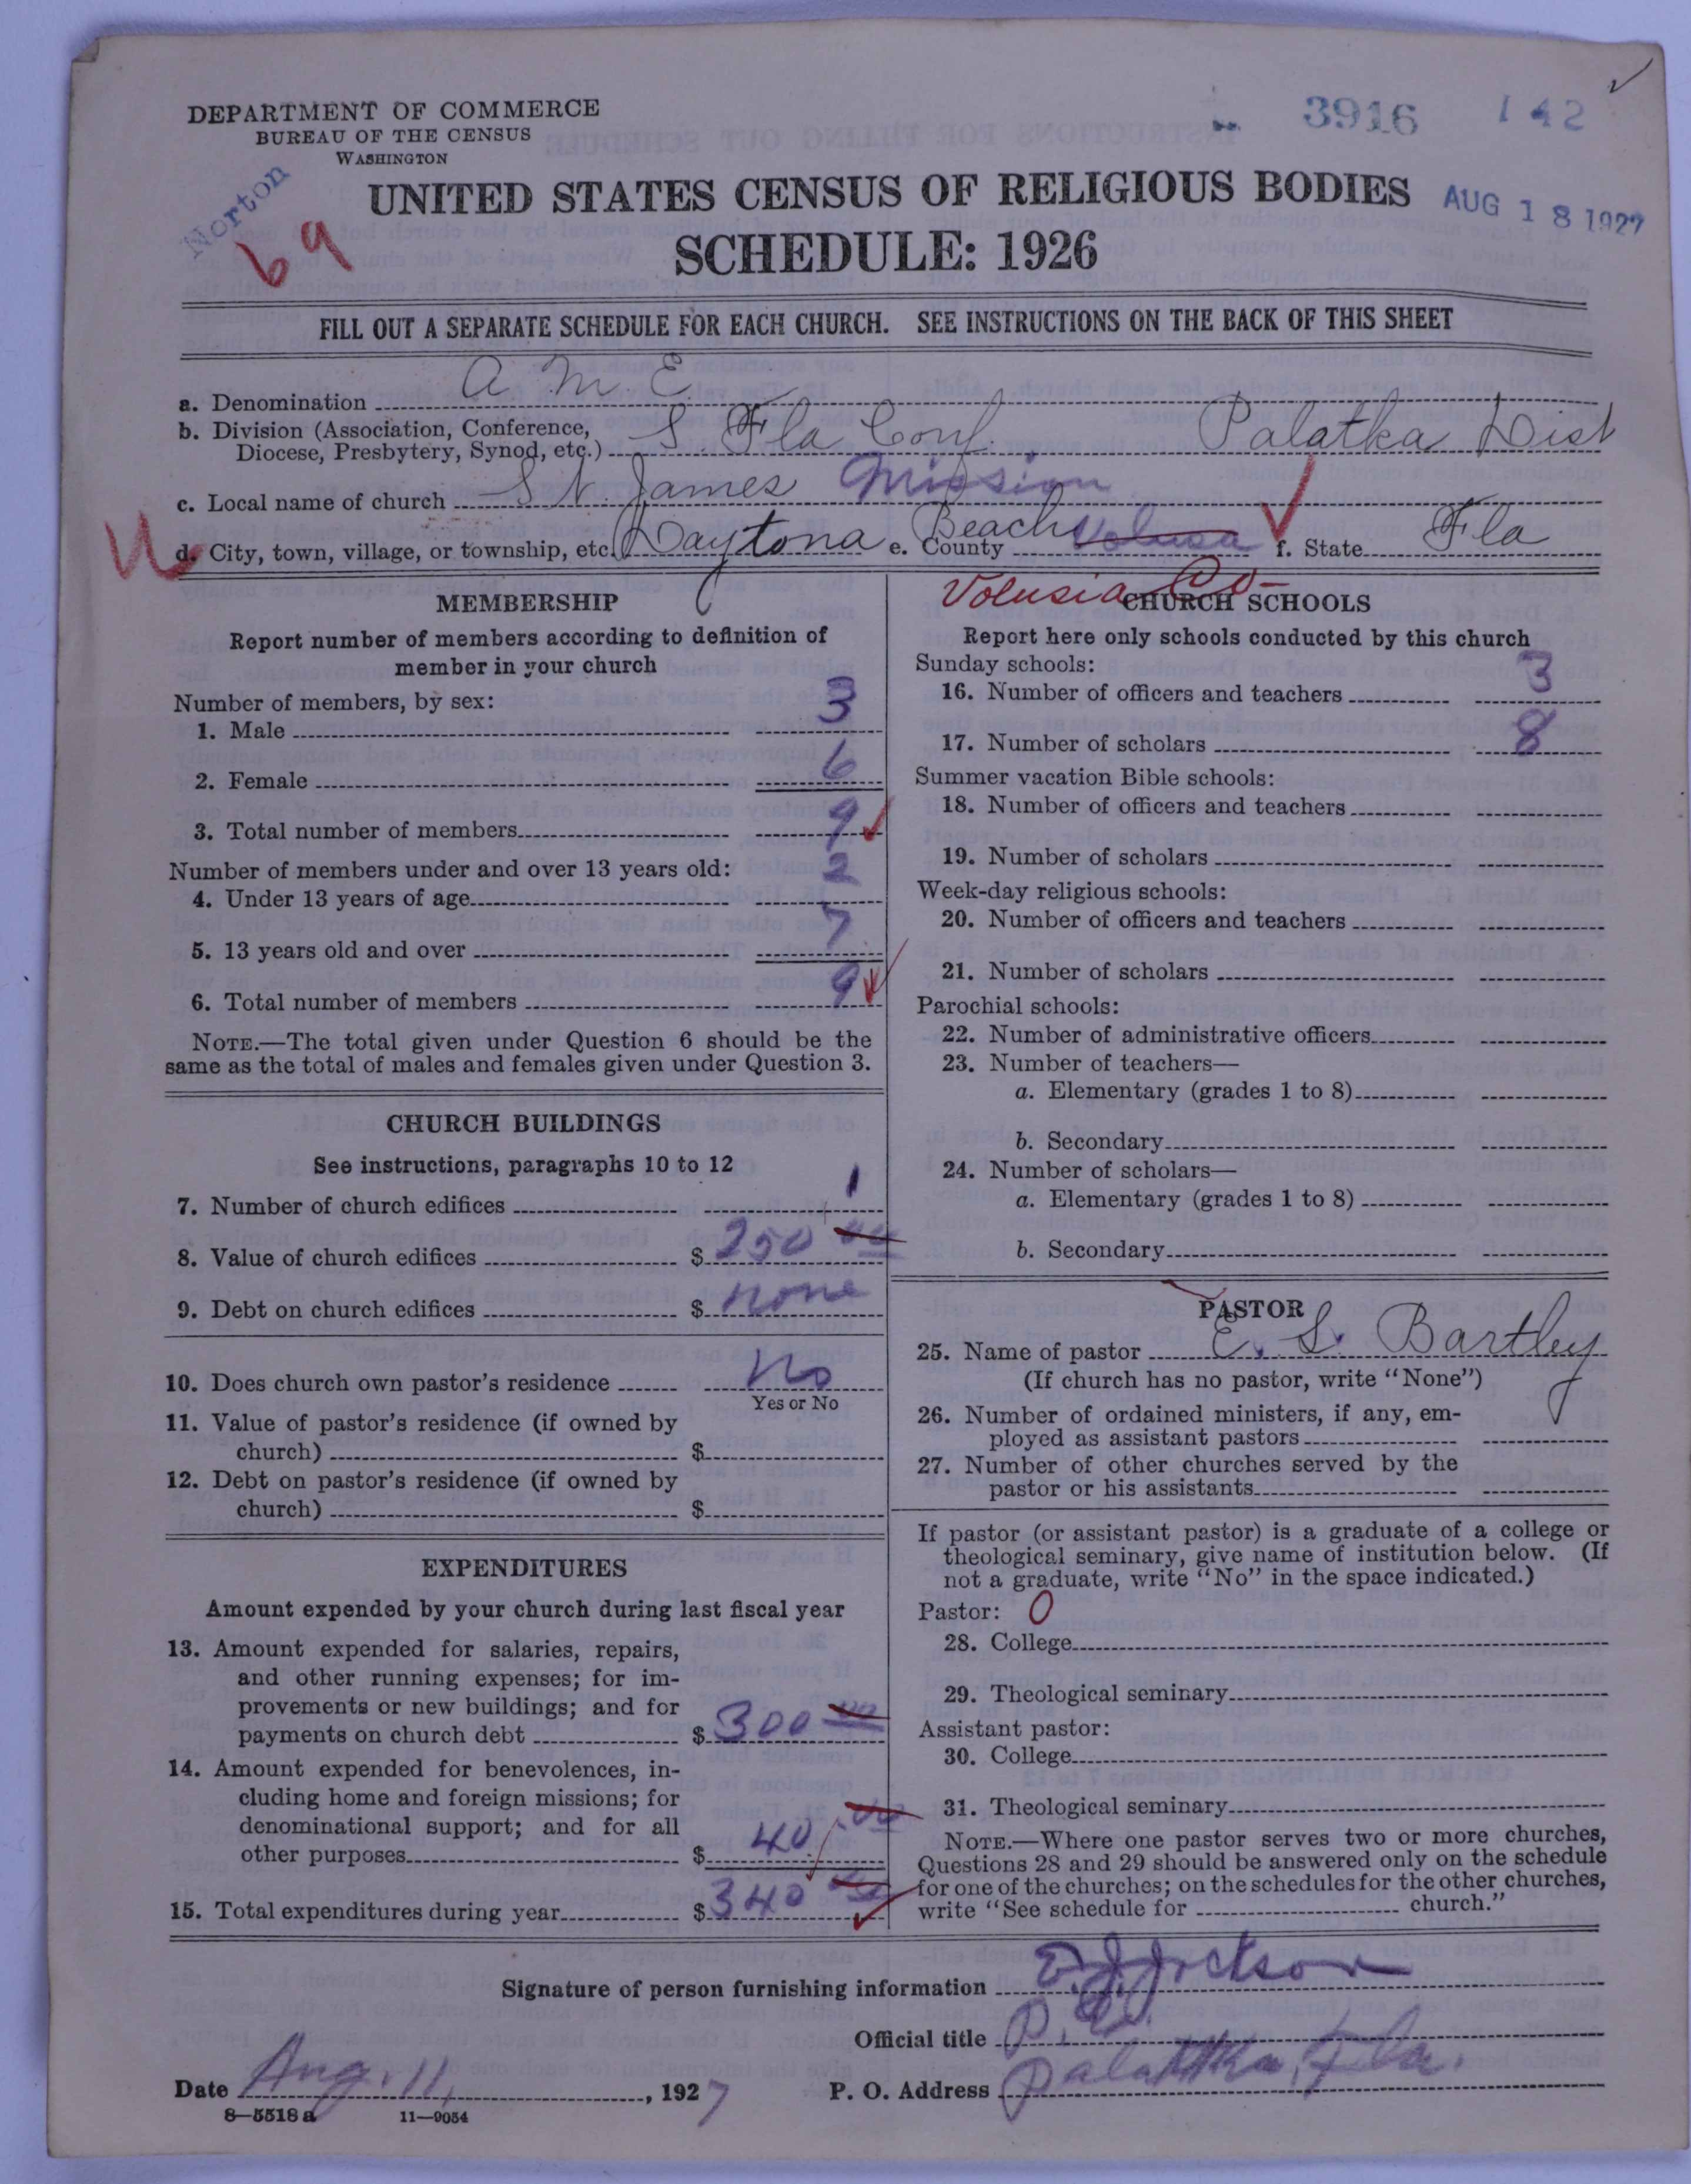 3916 142
DEPARTMENT OF COMMERCE
BUREAU OF THE CENSUS
WASHINGTON
Norton
69
UNITED STATES CENSUS OF RELIGIOUS BODIES
AUG 18 1927
SCHEDULE: 1926
FILL OUT A SEPARATE SCHEDULE FOR EACH CHURCH. SEE INSTRUCTIONS ON THE BACK OF THIS SHEET
a. Denomination A. M. E.
b. Division (Association, Conference, S Fla Conf. Palatka Dist
Diocese, Presbytery, Synod, etc.)
c. Local name of church St. James Mission
d. City, town, village, or township, etc. Daytona Beach e. County Volusa f. State Fla
Volusia Co-
MEMBERSHIP
Report number of members according to definition of
member in your church
Number of members, by sex:
1. Male 3
2. Female 6
3. Total number of members 9
Number of members under and over 13 years old:
4. Under 13 years of age 2
5. 13 years old and over 7
6. Total number of members 9
NOTE.—The total given under Question 6 should be the
same as the total of males and females given under Question 3.
CHURCH BUILDINGS
See instructions, paragraphs 10 to 12
7. Number of church edifices 1
8. Value of church edifices $ 250 00
9. Debt on church edifices $ none
10. Does church own pastor's residence No
Yes or No
11. Value of pastor's residence (if owned by
church) $
12. Debt on pastor's residence (if owned by
church) $
EXPENDITURES
Amount expended by your church during last fiscal year
13. Amount expended for salaries, repairs,
and other running expenses; for im-
provements or new buildings; and for
payments on church debt $ 300 00
14. Amount expended for benevolences, in-
cluding home and foreign missions; for
denominational support; and for all
other purposes $ 40.00
15. Total expenditures during year $ 340 00
CHURCH SCHOOLS
Report here only schools conducted by this church
Sunday schools:
16. Number of officers and teachers 3
17. Number of scholars 8
Summer vacation Bible schools:
18. Number of officers and teachers
19. Number of scholars
Week-day religious schools:
20. Number of officers and teachers
21. Number of scholars
Parochial schools:
22. Number of administrative officers
23. Number of teachers—
a. Elementary (grades 1 to 8)
b. Secondary
24. Number of scholars—
a. Elementary (grades 1 to 8)
b. Secondary
PASTOR
25. Name of pastor E. S. Bartley
(If church has no pastor, write "None")
26. Number of ordained ministers, if any, em-
ployed as assistant pastors
27. Number of other churches served by the
pastor or his assistants
If pastor (or assistant pastor) is a graduate of a college or
theological seminary, give name of institution below. (If
not a graduate, write "No" in the space indicated.)
Pastor: 0
28. College
29. Theological seminary
Assistant pastor:
30. College
31. Theological seminary
NOTE.—Where one pastor serves two or more churches,
Questions 28 and 29 should be answered only on the schedule
for one of the churches; on the schedules for the other churches,
write "See schedule for church."
Signature of person furnishing information E. J. Jackson
Official title P. E.
Date Aug. 11, 1927 P. O. Address Palatka, Fla.
8—5518 a 11—9054